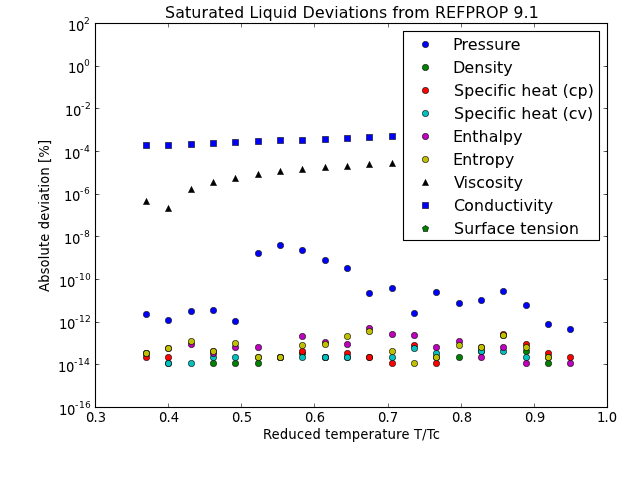 Saturated Liquid Deviations from REFPROP 9.1
10^2
10^0
10^-2
10^-4
10^-6
10^-8
10^-10
10^-12
10^-14
10^-16
Absolute deviation [%]
Pressure
Density
Specific heat (cp)
Specific heat (cv)
Enthalpy
Entropy
Viscosity
Conductivity
Surface tension
0.3 0.4 0.5 0.6 0.7 0.8 0.9 1.0
Reduced temperature T/Tc